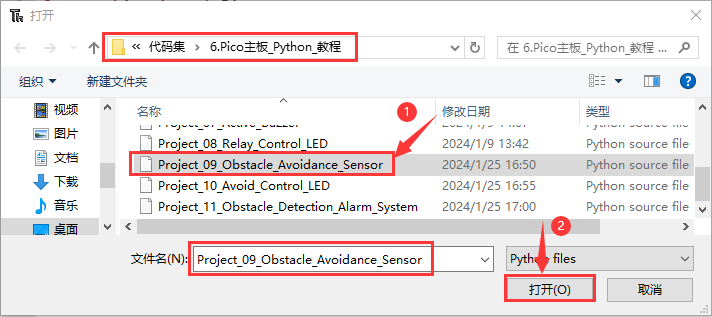 打开
« 代码集 › 6.Pico主板_Python_教程
在 6.Pico主板_Python_教程 ...
组织 新建文件夹
名称 修改日期 类型
视频
图片
文档
下载
音乐
桌面
Project_07_Active_Buzzer
Project_08_Relay_Control_LED 2024/1/9 13:42 Python source file
Project_09_Obstacle_Avoidance_Sensor 2024/1/25 16:50 Python source file
Project_10_Avoid_Control_LED 2024/1/25 16:55 Python source file
Project_11_Obstacle_Detection_Alarm_System 2024/1/25 17:00 Python source file
1
2
文件名(N): Project_09_Obstacle_Avoidance_Sensor Python files
打开(O) 取消